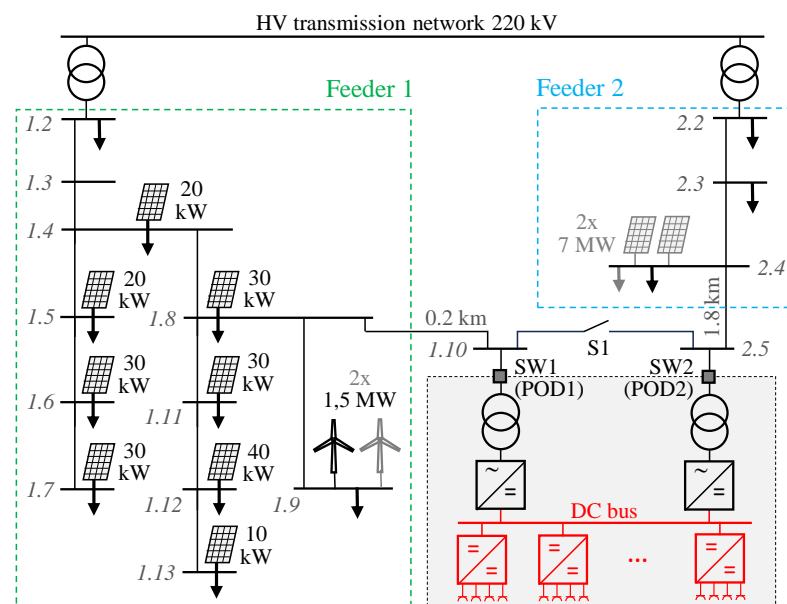 HV transmission network 220 kV
Feeder 1
Feeder 2
1.2
2.2
1.3
20
kW
2.3
1.4
2x
7 MW
2.4
20
kW
30
kW
1.5
1.8
0.2 km
1.8 km
1.10
S1
2.5
30
kW
30
kW
2x
1,5 MW
SW1
(POD1)
SW2
(POD2)
1.6
1.11
30
kW
40
kW
1.7
1.12
1.9
~
=
~
=
DC bus
10
kW
1.13
=
=
=
=
...
=
=